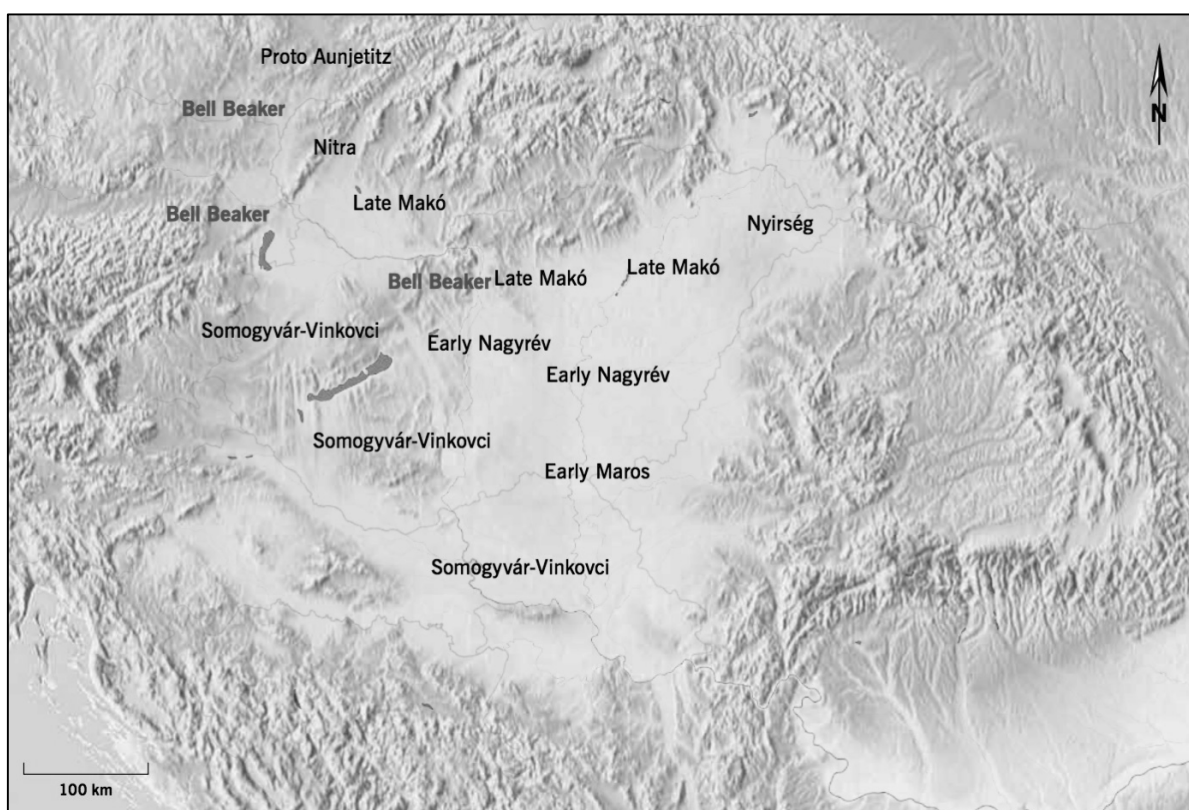 Proto Aunjetitz
Bell Beaker
N
Nitra
Late Makó
Bell Beaker
Nyirség
Late Makó
Bell Beaker
Late Makó
Somogyvár-Vinkovci
Early Nagyrév
Early Nagyrév
Somogyvár-Vinkovci
Early Maros
Somogyvár-Vinkovci
100 km